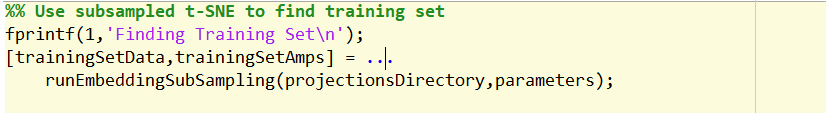 %% Use subsampled t-SNE to find training set
fprintf(1,'Finding Training Set\n');
[trainingSetData,trainingSetAmps] = ...
    runEmbeddingSubSampling(projectionsDirectory,parameters);